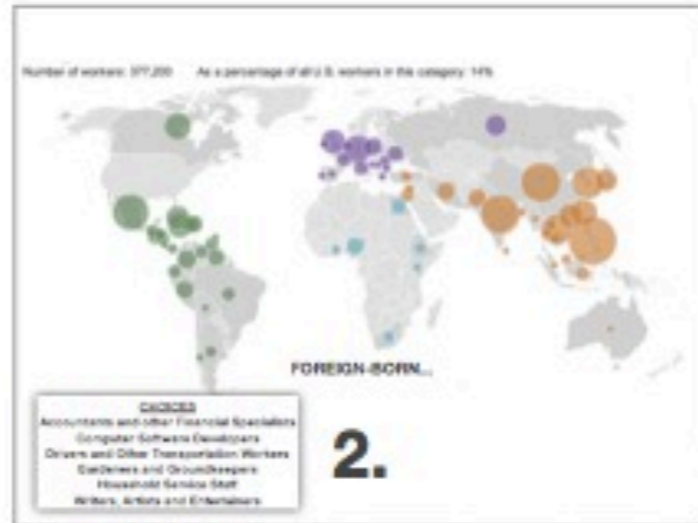 Number of workers: 377,200 As a percentage of all U.S. workers in this category: 14%
FOREIGN-BORN...
CHOICES
Accountants and other Financial Specialists
Computer Software Developers
Drivers and Other Transportation Workers
Gardeners and Groundkeepers
Household Service Staff
Writers, Artists and Entertainers
2.